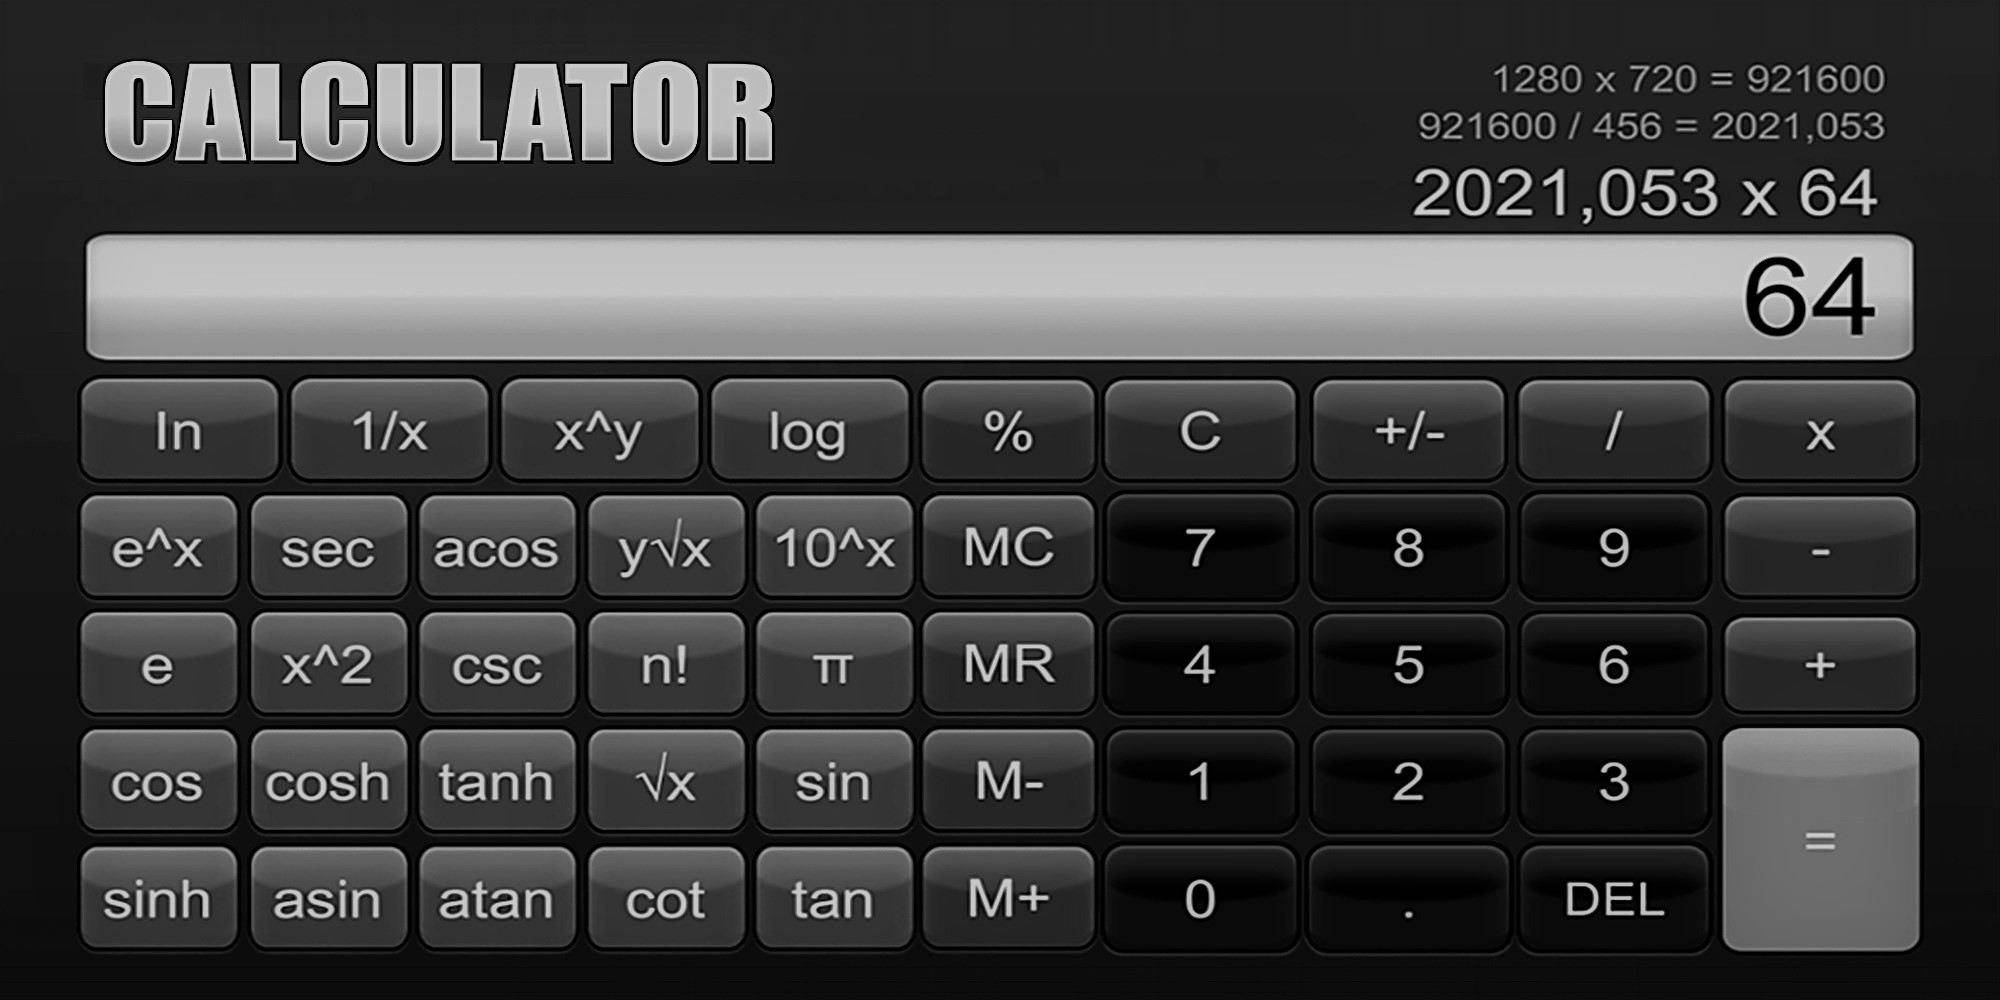 CALCULATOR
1280 x 720 = 921600
921600 / 456 = 2021,053
2021,053 x 64
64
ln 1/x x^y log % C +/- / x
e^x sec acos y√x 10^x MC 7 8 9 -
e x^2 csc n! π MR 4 5 6 +
cos cosh tanh √x sin M- 1 2 3
=
sinh asin atan cot tan M+ 0 . DEL